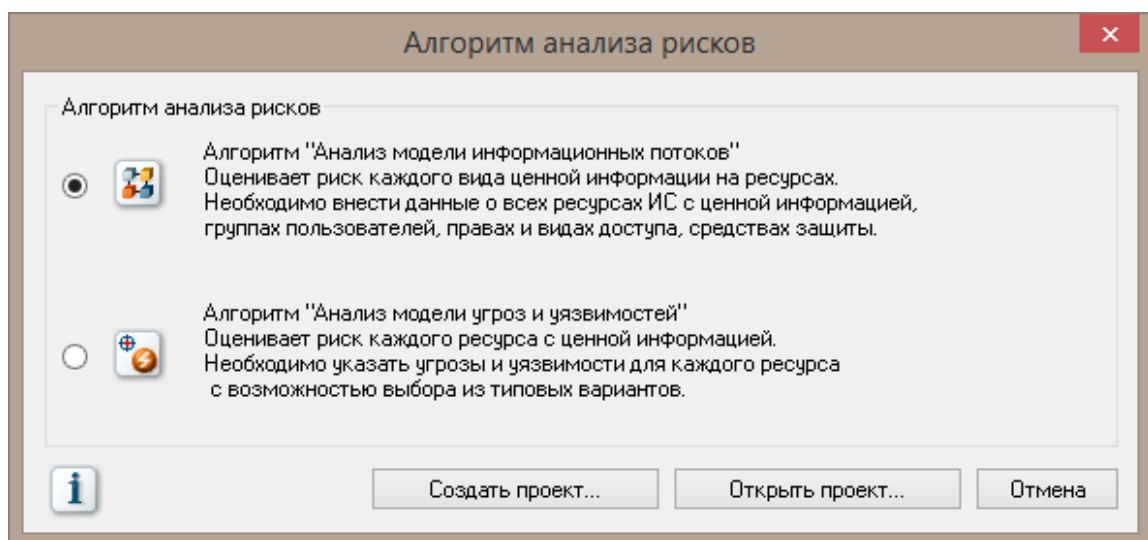 Алгоритм анализа рисков
Алгоритм анализа рисков
Алгоритм "Анализ модели информационных потоков"
Оценивает риск каждого вида ценной информации на ресурсах.
Необходимо внести данные о всех ресурсах ИС с ценной информацией,
группах пользователей, правах и видах доступа, средствах защиты.
Алгоритм "Анализ модели угроз и уязвимостей"
Оценивает риск каждого ресурса с ценной информацией.
Необходимо указать угрозы и уязвимости для каждого ресурса
с возможностью выбора из типовых вариантов.
Создать проект... Открыть проект... Отмена